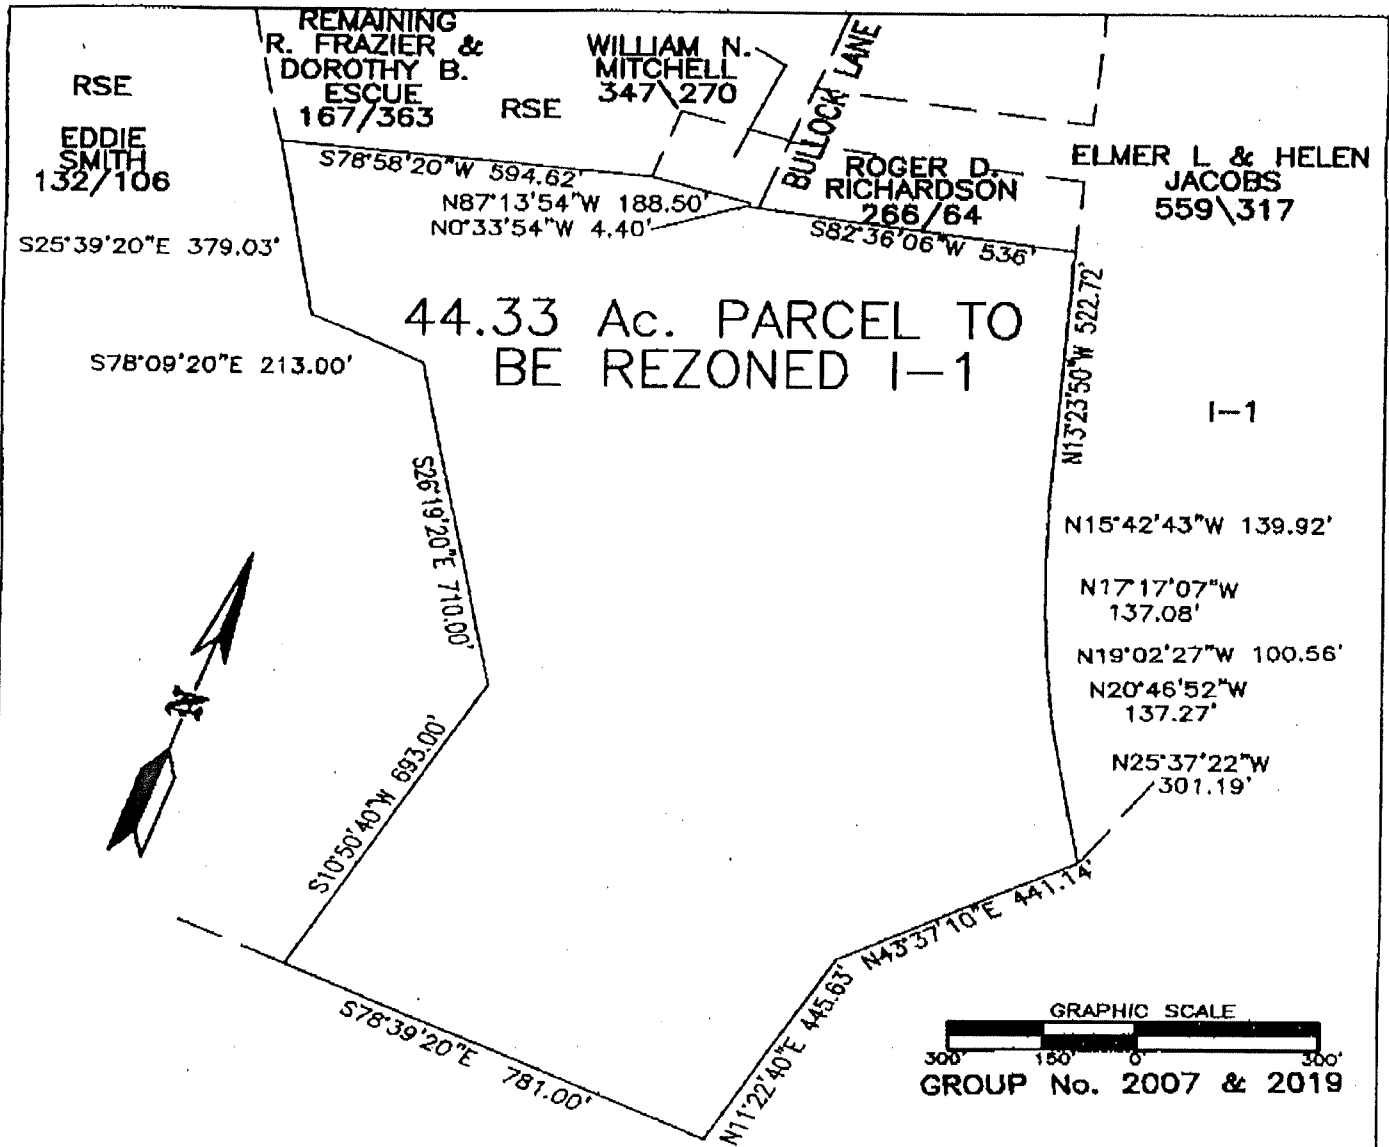 REMAINING
R. FRAZIER &
DOROTHY B.
ESCUE
167/363
RSE
WILLIAM N.
MITCHELL
347\270
BULLOCK LANE
RSE
EDDIE
SMITH
132/106
ROGER D.
RICHARDSON
266/64
ELMER L & HELEN
JACOBS
559\317
S78°58'20"W 594.62'
N87°13'54"W 188.50'
N0°33'54"W 4.40'
S82°36'06"W 536'
S25°39'20"E 379.03'
44.33 Ac. PARCEL TO
BE REZONED I-1
S78°09'20"E 213.00'
N13°23'50"W 522.72'
I-1
S26°19'20"E 710.00'
N15°42'43"W 139.92'
N17°17'07"W
137.08'
N19°02'27"W 100.56'
N20°46'52"W
137.27'
N25°37'22"W
301.19'
N
S10°50'40"W 693.00'
N43°37'10"E 441.14'
N11°22'40"E 445.63'
S78°39'20"E 781.00'
GRAPHIC SCALE
300' 150' 0 300'
GROUP No. 2007 & 2019